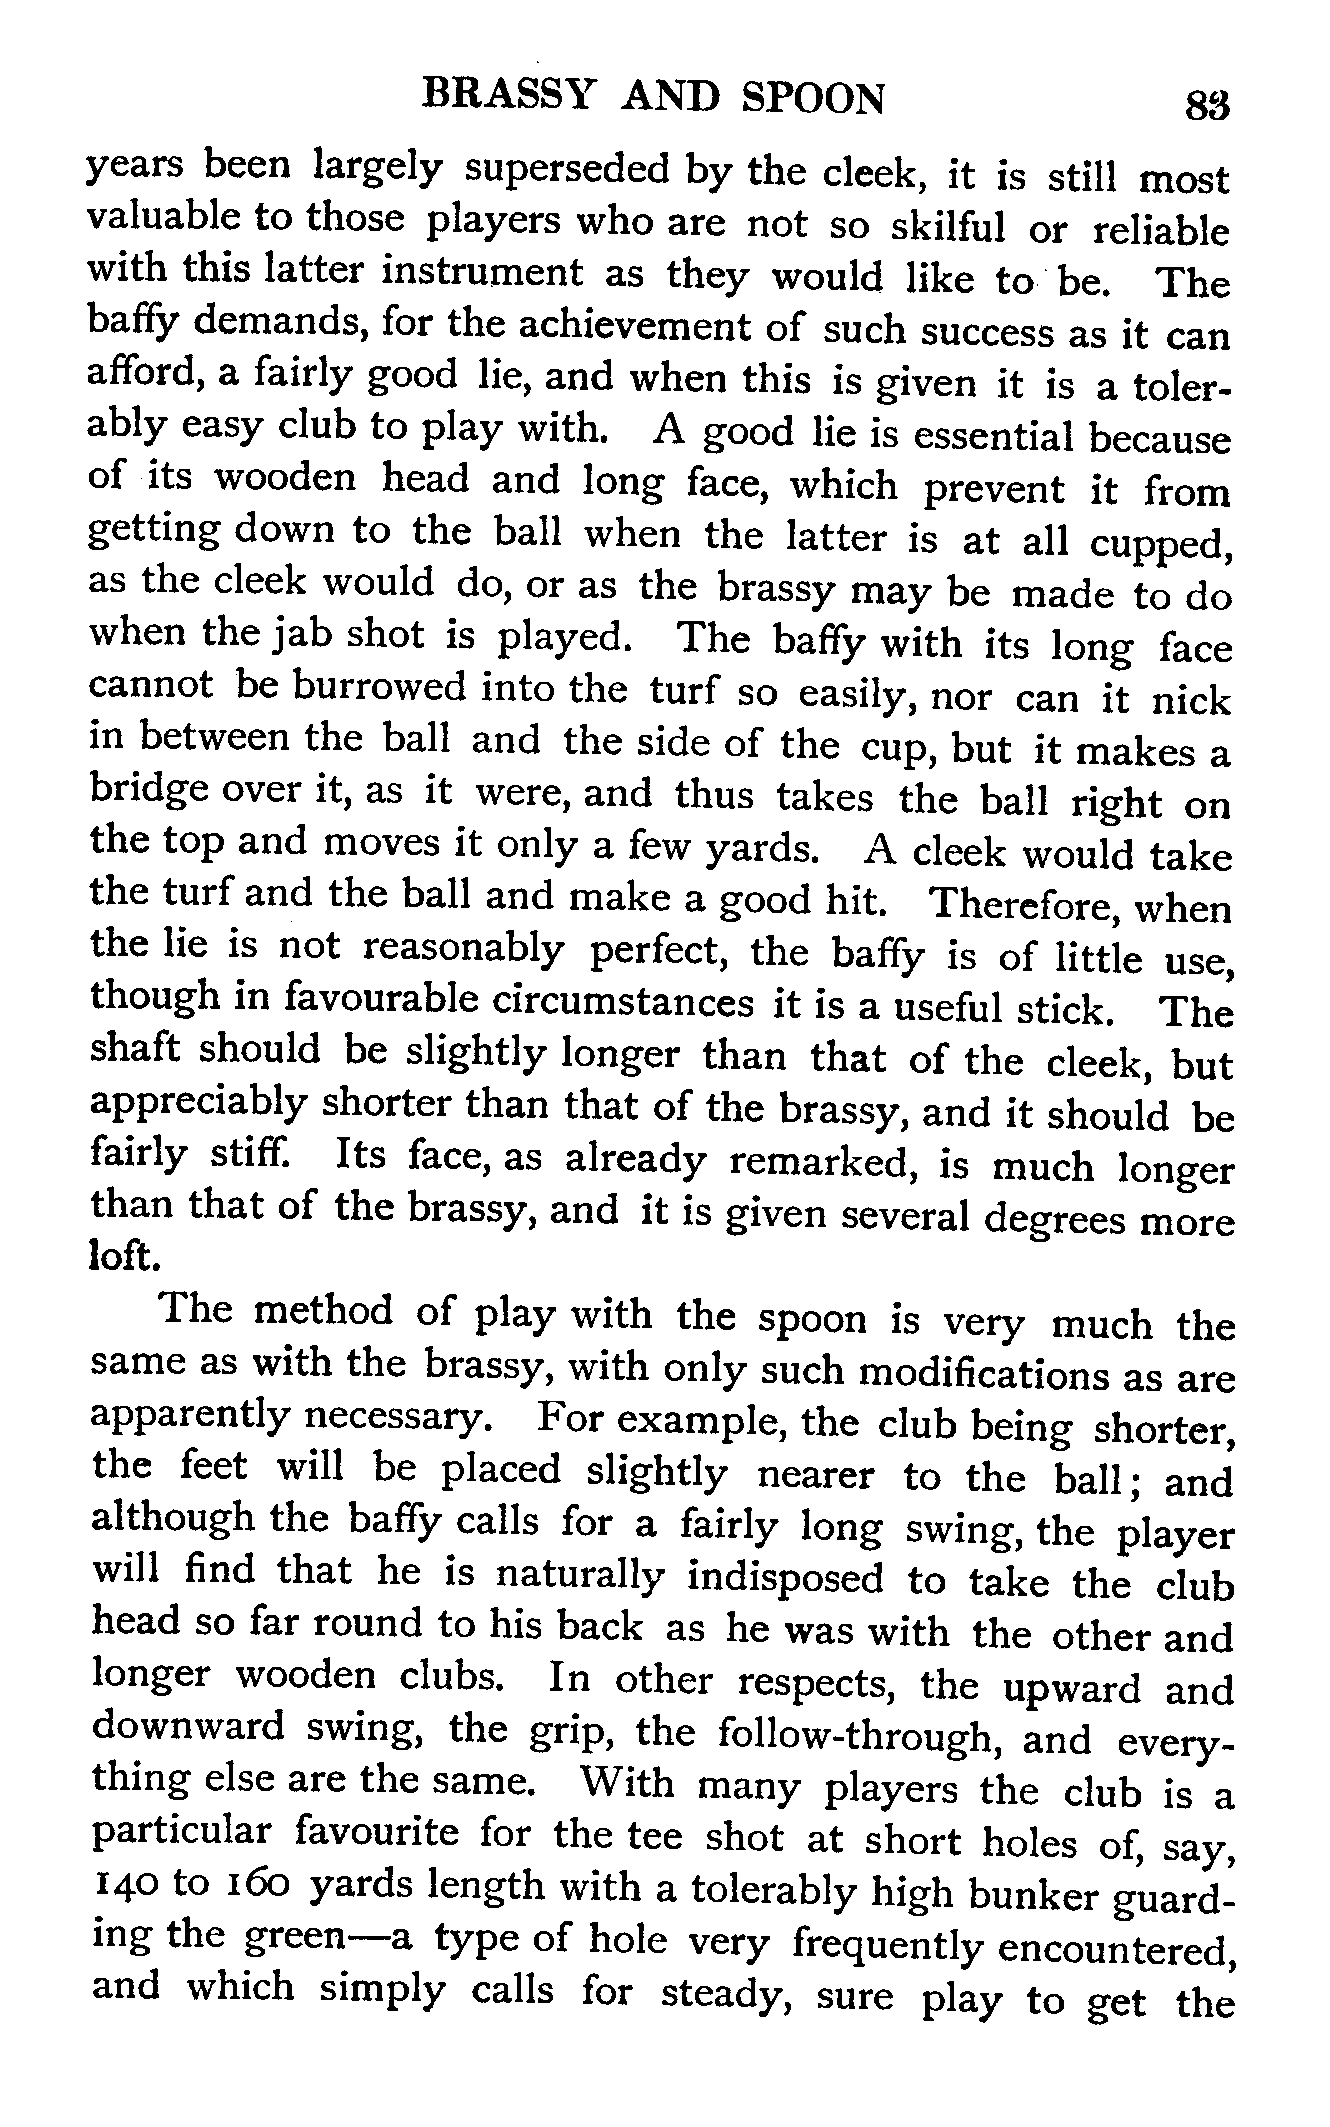 BRASSY AND SPOON 83
years been largely superseded by the cleek, it is still most
valuable to those players who are not so skilful or reliable
with this latter instrument as they would like to be. The
baffy demands, for the achievement of such success as it can
afford, a fairly good lie, and when this is given it is a toler-
ably easy club to play with. A good lie is essential because
of its wooden head and long face, which prevent it from
getting down to the ball when the latter is at all cupped,
as the cleek would do, or as the brassy may be made to do
when the jab shot is played. The baffy with its long face
cannot be burrowed into the turf so easily, nor can it nick
in between the ball and the side of the cup, but it makes a
bridge over it, as it were, and thus takes the ball right on
the top and moves it only a few yards. A cleek would take
the turf and the ball and make a good hit. Therefore, when
the lie is not reasonably perfect, the baffy is of little use,
though in favourable circumstances it is a useful stick. The
shaft should be slightly longer than that of the cleek, but
appreciably shorter than that of the brassy, and it should be
fairly stiff. Its face, as already remarked, is much longer
than that of the brassy, and it is given several degrees more
loft.
The method of play with the spoon is very much the
same as with the brassy, with only such modifications as are
apparently necessary. For example, the club being shorter,
the feet will be placed slightly nearer to the ball; and
although the baffy calls for a fairly long swing, the player
will find that he is naturally indisposed to take the club
head so far round to his back as he was with the other and
longer wooden clubs. In other respects, the upward and
downward swing, the grip, the follow-through, and every-
thing else are the same. With many players the club is a
particular favourite for the tee shot at short holes of, say,
140 to 160 yards length with a tolerably high bunker guard-
ing the green—a type of hole very frequently encountered,
and which simply calls for steady, sure play to get the